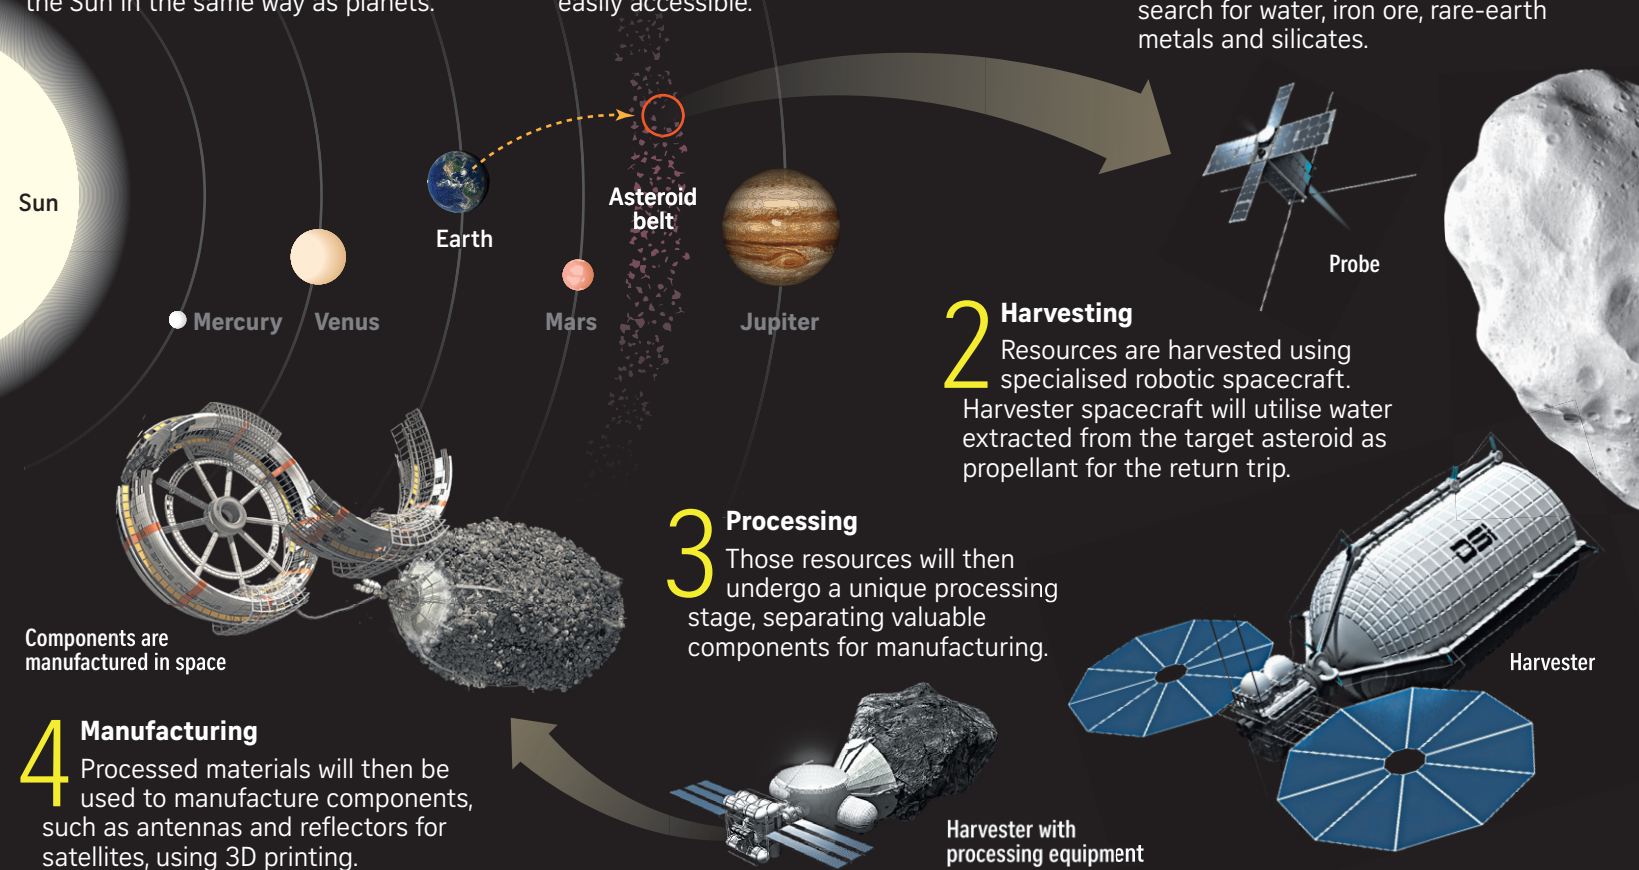 the Sun in the same way as planets.
easily accessible.
search for water, iron ore, rare-earth
metals and silicates.
Sun
Mercury
Venus
Earth
Mars
Asteroid
belt
Jupiter
Probe
2
Harvesting
Resources are harvested using
specialised robotic spacecraft.
Harvester spacecraft will utilise water
extracted from the target asteroid as
propellant for the return trip.
DSI
Harvester
3
Processing
Those resources will then
undergo a unique processing
stage, separating valuable
components for manufacturing.
Harvester with
processing equipment
Components are
manufactured in space
4
Manufacturing
Processed materials will then be
used to manufacture components,
such as antennas and reflectors for
satellites, using 3D printing.